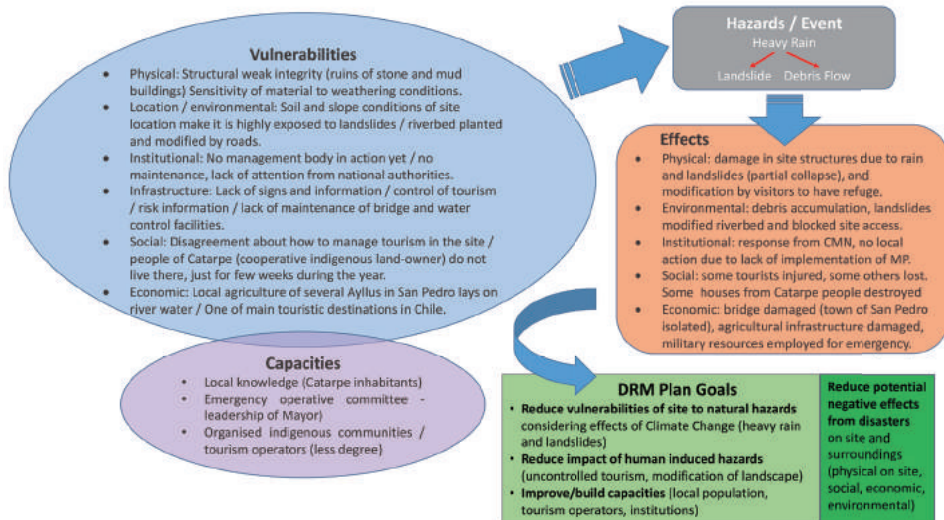 Vulnerabilities
• Physical: Structural weak integrity (ruins of stone and mud
buildings) Sensitivity of material to weathering conditions.
• Location / environmental: Soil and slope conditions of site
location make it is highly exposed to landslides / riverbed planted
and modified by roads.
• Institutional: No management body in action yet / no
maintenance, lack of attention from national authorities.
• Infrastructure: Lack of signs and information / control of tourism
/ risk information / lack of maintenance of bridge and water
control facilities.
• Social: Disagreement about how to manage tourism in the site /
people of Catarpe (cooperative indigenous land-owner) do not
live there, just for few weeks during the year.
• Economic: Local agriculture of several Ayllus in San Pedro lays on
river water / One of main touristic destinations in Chile.
Capacities
• Local knowledge (Catarpe inhabitants)
• Emergency operative committee -
leadership of Mayor)
• Organised indigenous communities /
tourism operators (less degree)
Hazards / Event
Heavy Rain
Landslide Debris Flow
Effects
• Physical: damage in site structures due to rain
and landslides (partial collapse), and
modification by visitors to have refuge.
• Environmental: debris accumulation, landslides
modified riverbed and blocked site access.
• Institutional: response from CMN, no local
action due to lack of implementation of MP.
• Social: some tourists injured, some others lost.
Some houses from Catarpe people destroyed
• Economic: bridge damaged (town of San Pedro
isolated), agricultural infrastructure damaged,
military resources employed for emergency.
DRM Plan Goals
• Reduce vulnerabilities of site to natural hazards
considering effects of Climate Change (heavy rain
and landslides)
• Reduce impact of human induced hazards
(uncontrolled tourism, modification of landscape)
• Improve/build capacities (local population,
tourism operators, institutions)
Reduce potential
negative effects
from disasters
on site and
surroundings
(physical on site,
social, economic,
environmental)